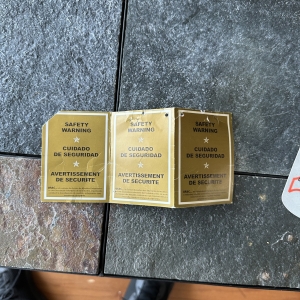 SAFETY
WARNING
CUIDADO
DE SEGURIDAD
AVERTISSEMENT
DE SECURITE
SAFETY
WARNING
CUIDADO
DE SEGURIDAD
AVERTISSEMENT
DE SECURITE
SAFETY
WARNING
CUIDADO
DE SEGURIDAD
AVERTISSEMENT
DE SECURITE